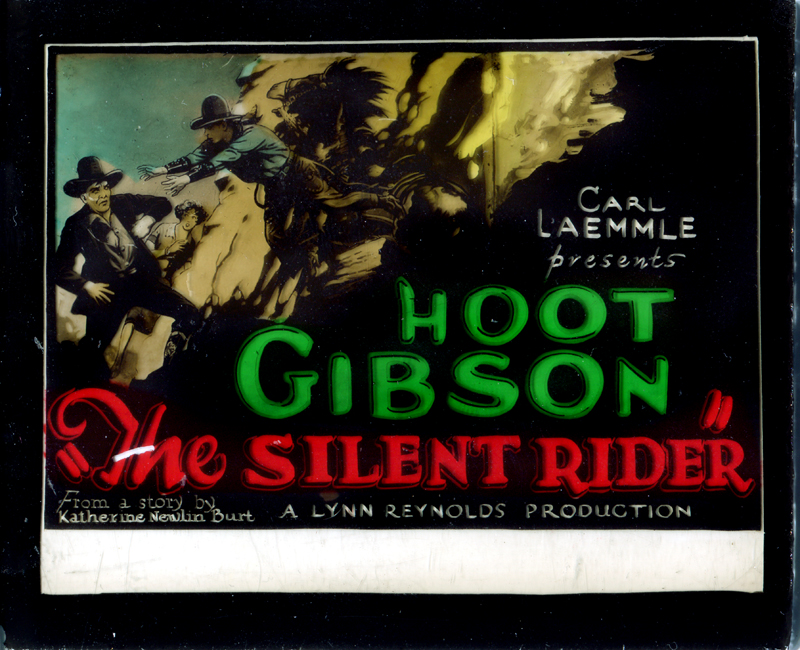 CARL
LAEMMLE
presents
HOOT
GIBSON
"The SILENT RIDER"
From a story by
Katherine Newlin Burt
A LYNN REYNOLDS PRODUCTION